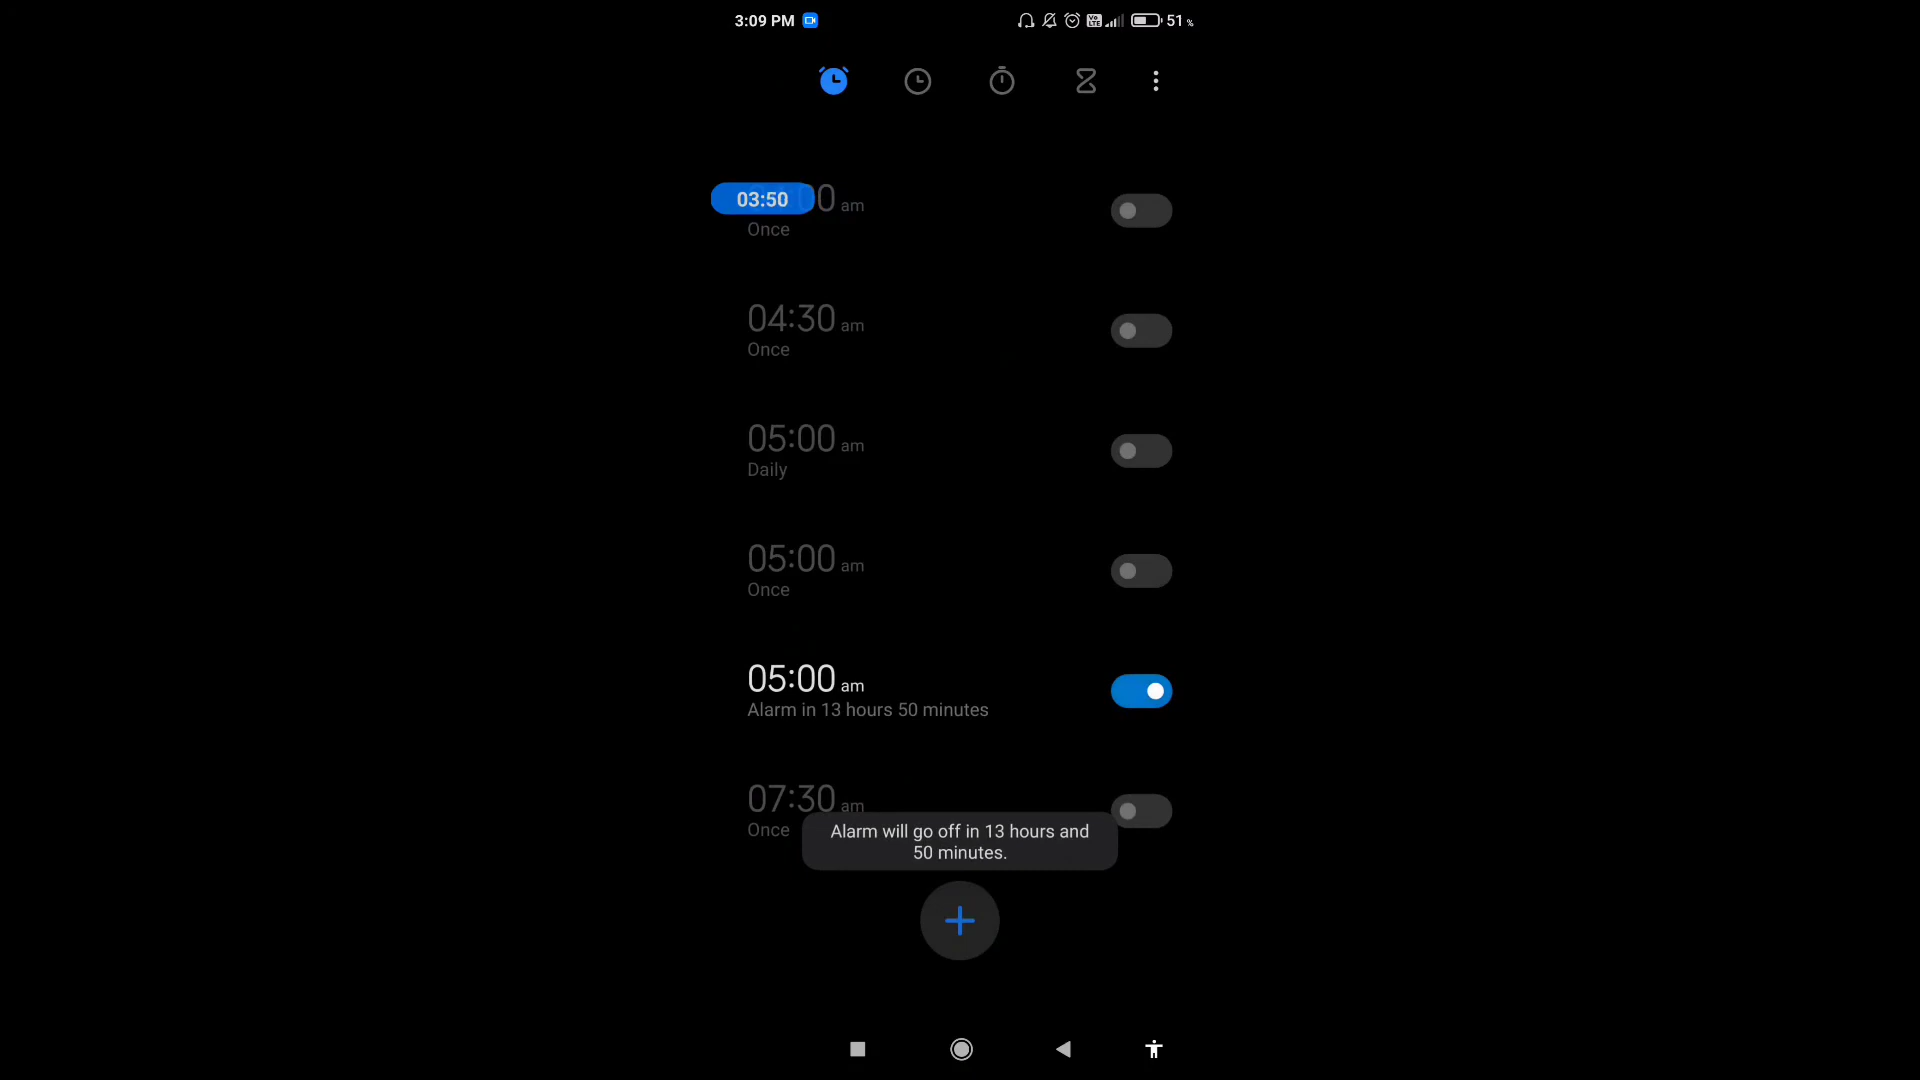 3:09 PM
51 %
03:50
am
Once
04:30 am
Once
05:00 am
Daily
05:00 am
Once
05:00 am
Alarm in 13 hours 50 minutes
07:30 am
Once
Alarm will go off in 13 hours and
50 minutes.